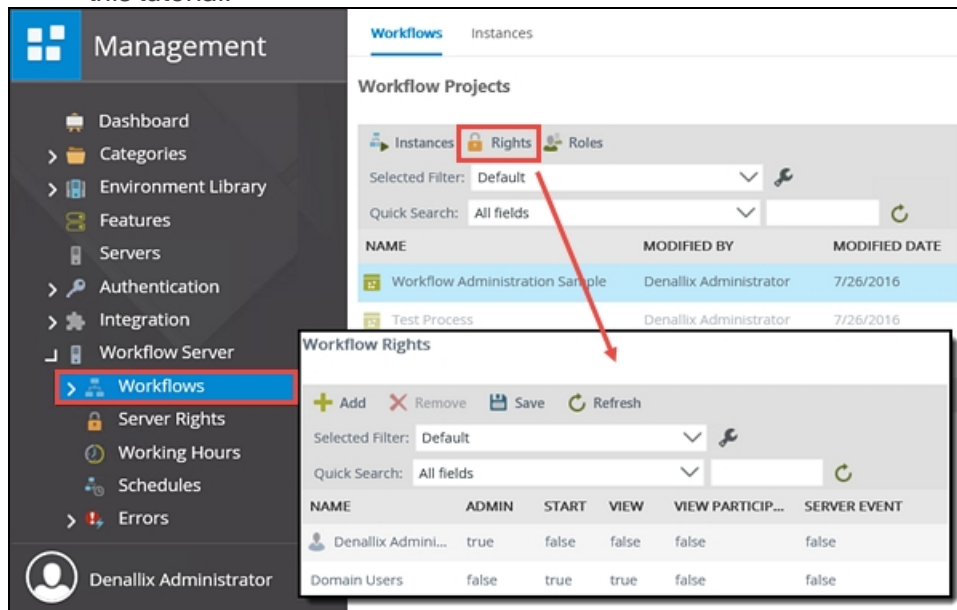 this tutorial.
Management
Dashboard
Categories
Environment Library
Features
Servers
Authentication
Integration
Workflow Server
Workflows
Server Rights
Working Hours
Schedules
Errors
Denallix Administrator
Workflows Instances
Workflow Projects
Instances Rights Roles
Selected Filter: Default
Quick Search: All fields
NAME MODIFIED BY MODIFIED DATE
Workflow Administration Sample Denallix Administrator 7/26/2016
Test Process Denallix Administrator 7/26/2016
Workflow Rights
Add Remove Save Refresh
Selected Filter: Default
Quick Search: All fields
NAME ADMIN START VIEW VIEW PARTICIP... SERVER EVENT
Denallix Admini... true false false false false
Domain Users false true true false false